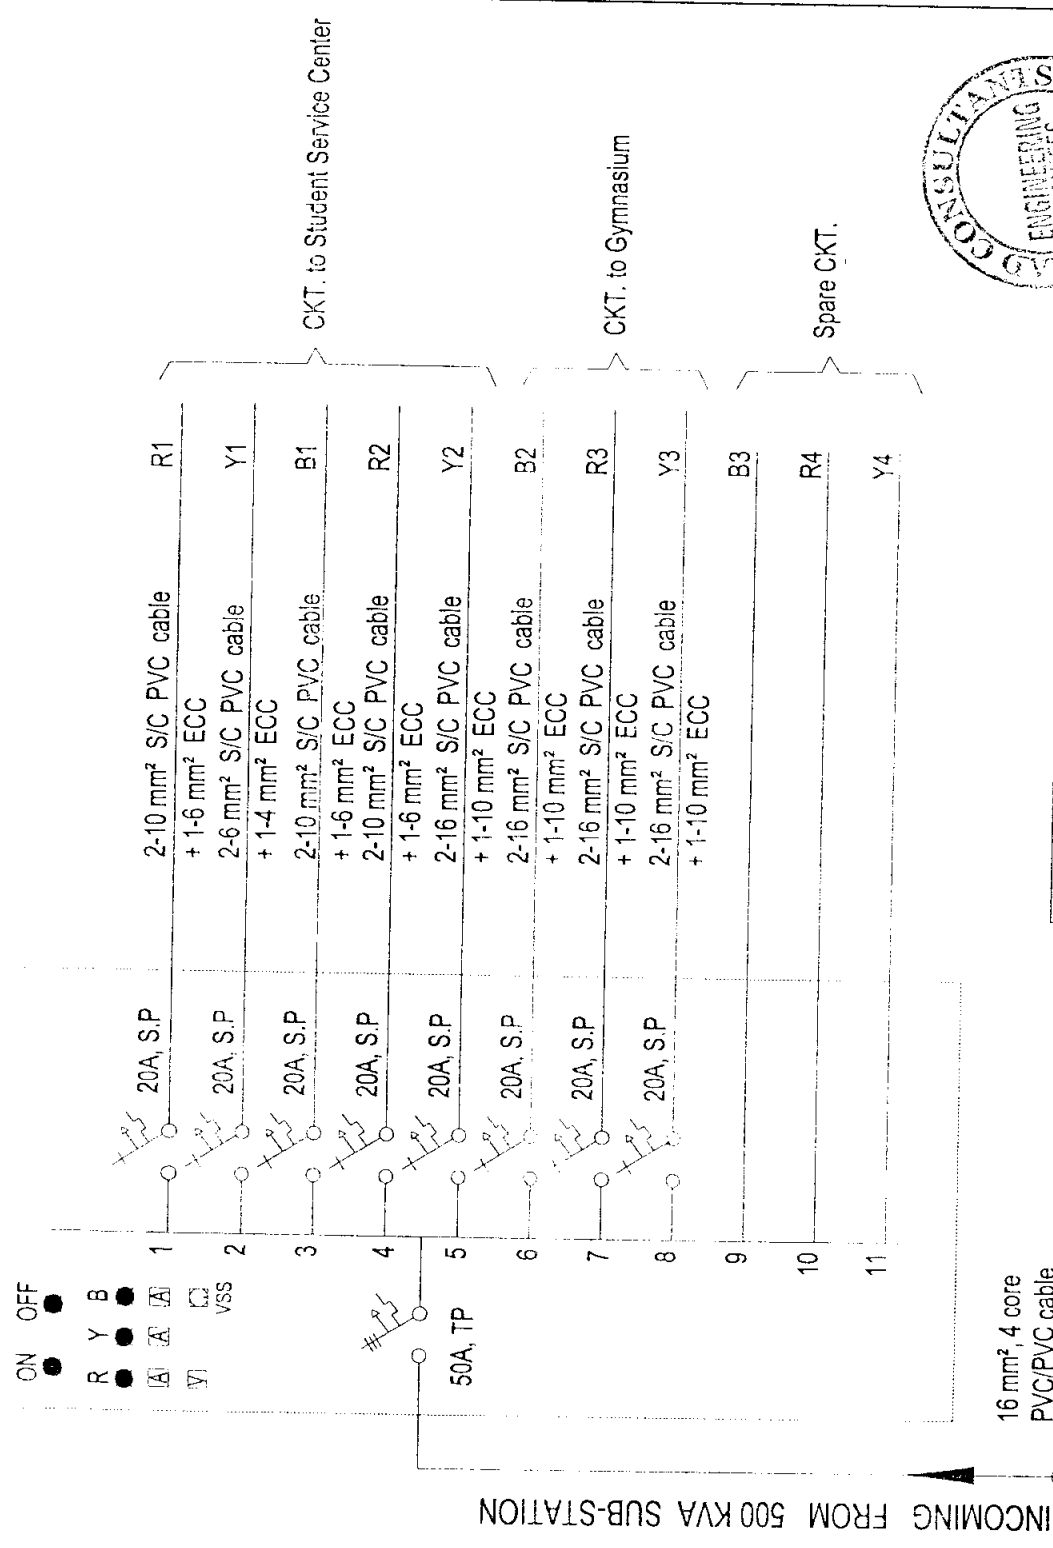 ON OFF
R Y B
A A A
V
VSS
INCOMING FROM 500 KVA SUB-STATION
16 mm², 4 core
PVC/PVC cable
50A, TP
1
20A, S.P
2-10 mm² S/C PVC cable
+ 1-6 mm² ECC
R1
2
20A, S.P
2-6 mm² S/C PVC cable
+ 1-4 mm² ECC
Y1
3
20A, S.P
2-10 mm² S/C PVC cable
+ 1-6 mm² ECC
B1
4
20A, S.P
2-10 mm² S/C PVC cable
+ 1-6 mm² ECC
R2
5
20A, S.P
2-16 mm² S/C PVC cable
+ 1-10 mm² ECC
Y2
CKT. to Student Service Center
6
20A, S.P
2-16 mm² S/C PVC cable
+ 1-10 mm² ECC
B2
7
20A, S.P
2-16 mm² S/C PVC cable
+ 1-10 mm² ECC
R3
8
20A, S.P
2-16 mm² S/C PVC cable
+ 1-10 mm² ECC
Y3
CKT. to Gymnasium
9
B3
10
R4
11
Y4
Spare CKT.
CONSULTANTS
ENGINEERING